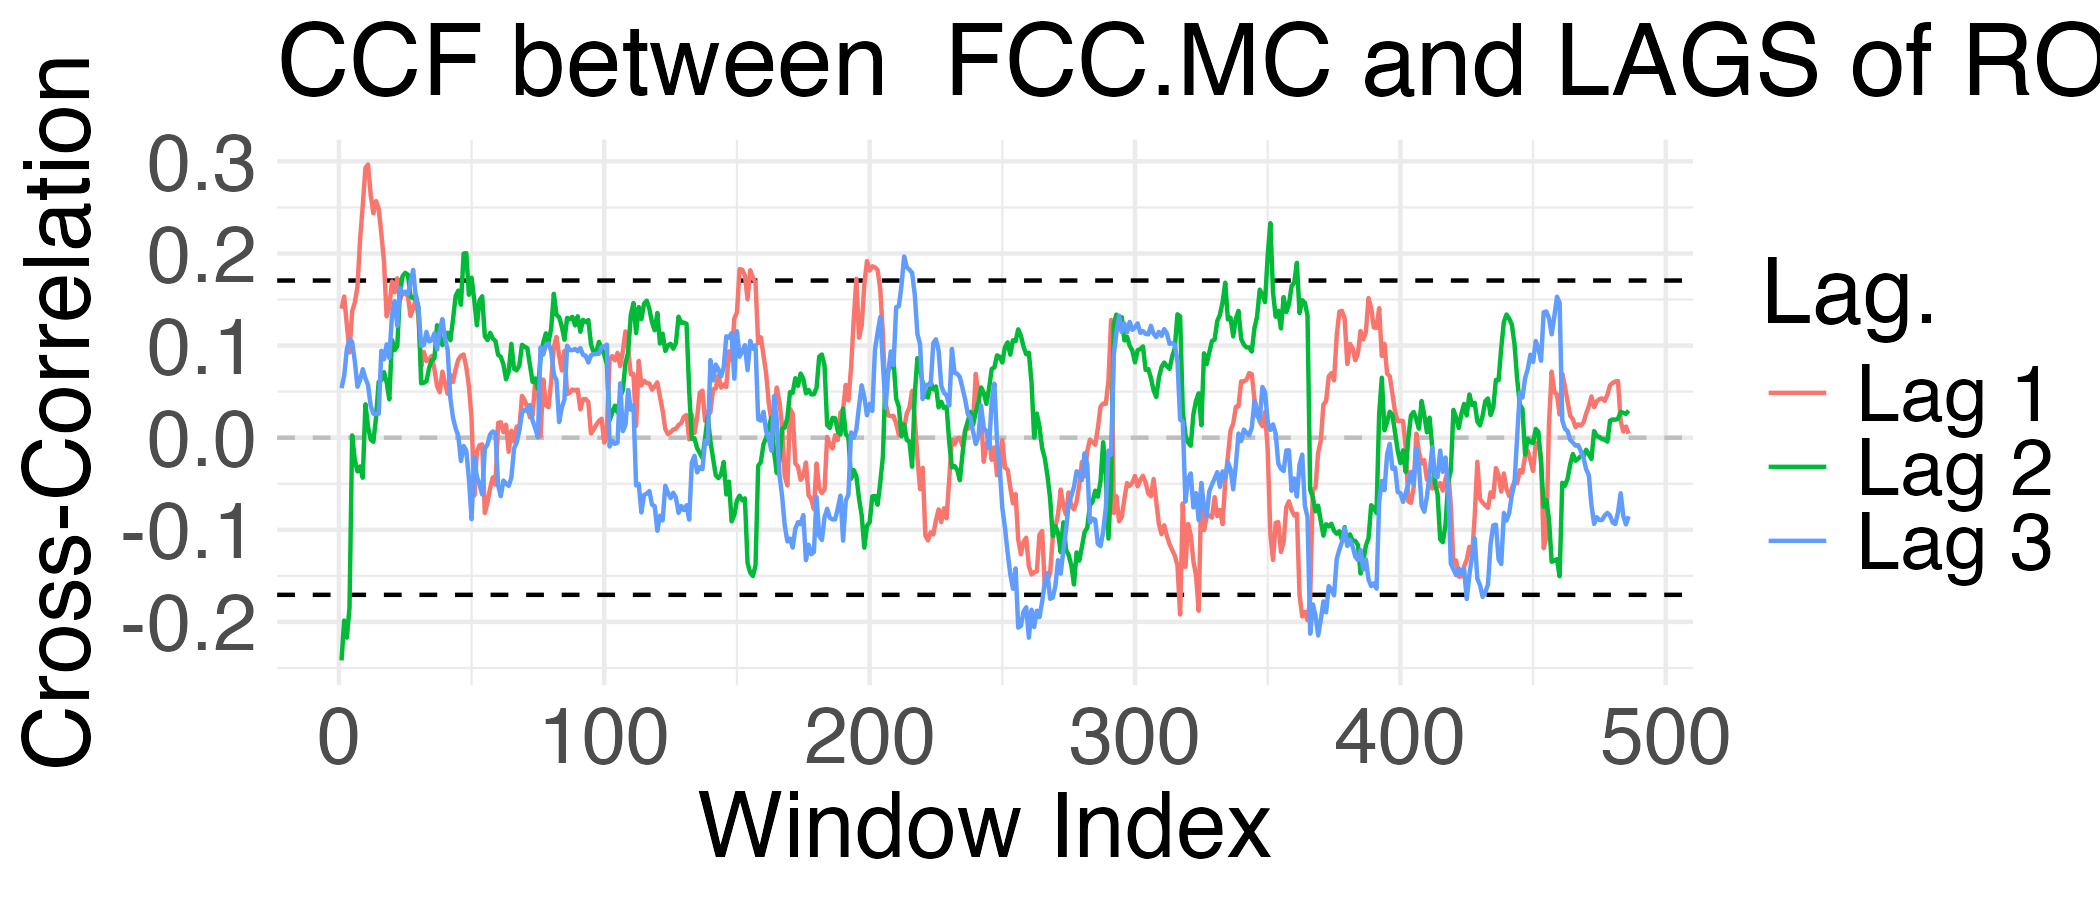 CCF between FCC.MC and LAGS of RO
Cross-Correlation
0.3
0.2
0.1
0.0
-0.1
-0.2
0 100 200 300 400 500
Window Index
Lag.
Lag 1
Lag 2
Lag 3